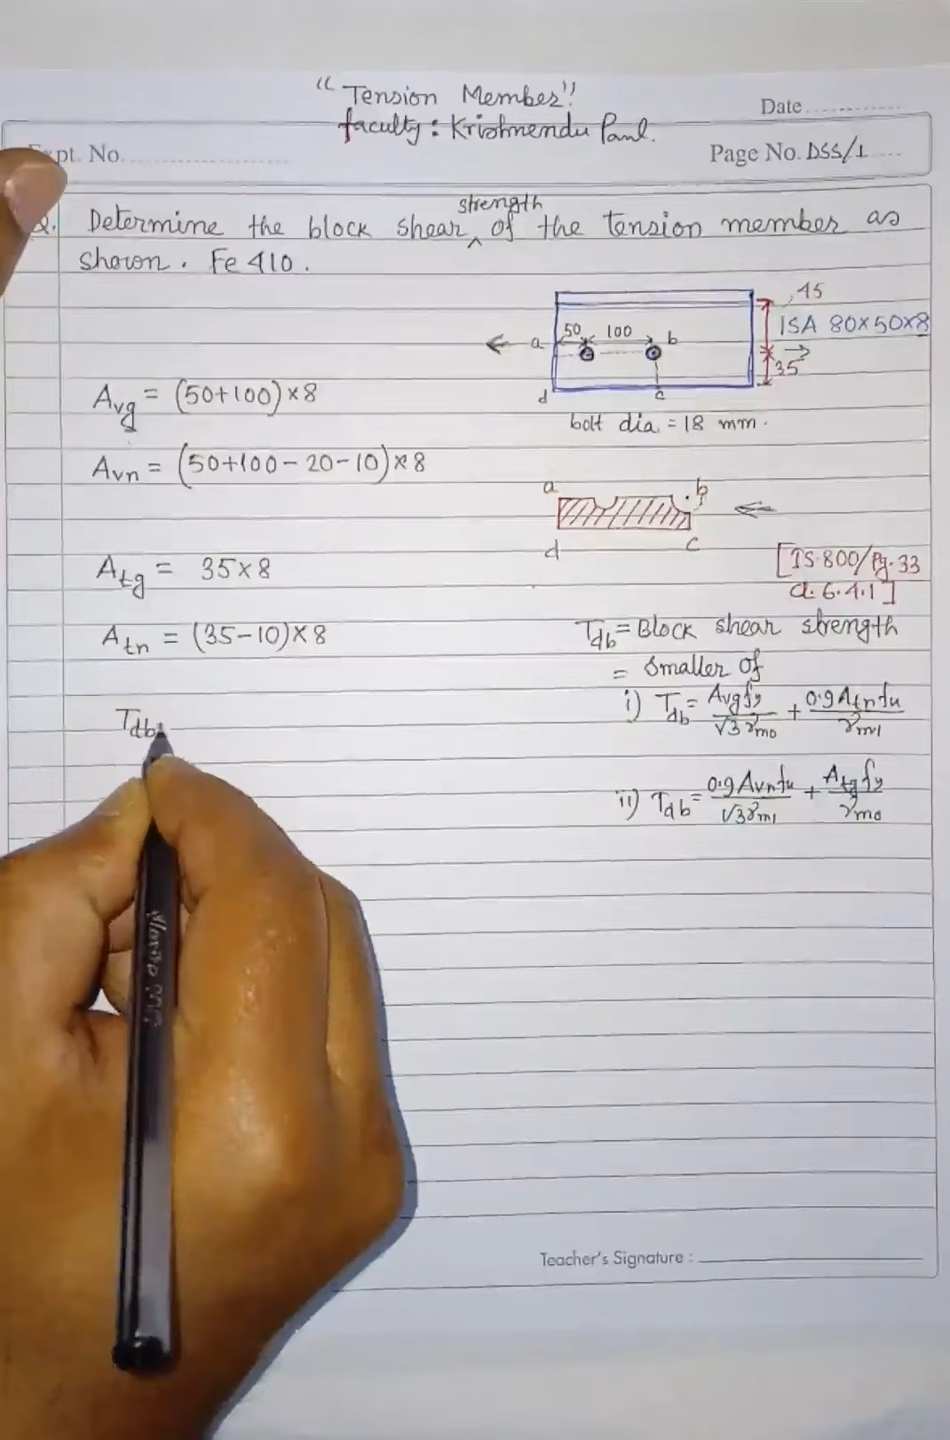 “Tension Member”
faculty: Krishnendu Paul.
Date
Expt. No.
Page No. DSS/1
strength
Q. Determine the block shear ^ of the tension member as
shown. Fe 410.
45
50 100
a b
ISA 80×50×8
35
d c
bolt dia = 18 mm.
Avg = (50+100)×8
Avn = (50+100-20-10)×8
a b
d c
[IS-800/Pg.33
Cl. 6.4.1]
Atg = 35×8
Atn = (35-10)×8
Tdb = Block shear strength
= Smaller of
i) Tdb = Avg fy/√3 γm0 + 0.9 Atn fu/γm1
Tdb
ii) Tdb = 0.9 Avn fu/√3 γm1 + Atg fy/γm0
Teacher's Signature :